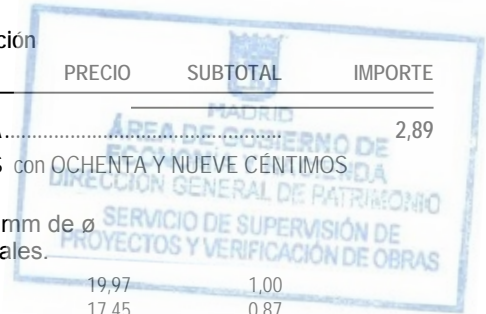 ción
PRECIO SUBTOTAL IMPORTE
MADRID
A.................................................................. 2,89
ÁREA DE GOBIERNO DE
S con OCHENTA Y NUEVE CÉNTIMOS
DIRECCIÓN GENERAL DE PATRIMONIO
mm de ø
SERVICIO DE SUPERVISIÓN DE
ales.
PROYECTOS Y VERIFICACIÓN DE OBRAS
19,97 1,00
17,45 0,87